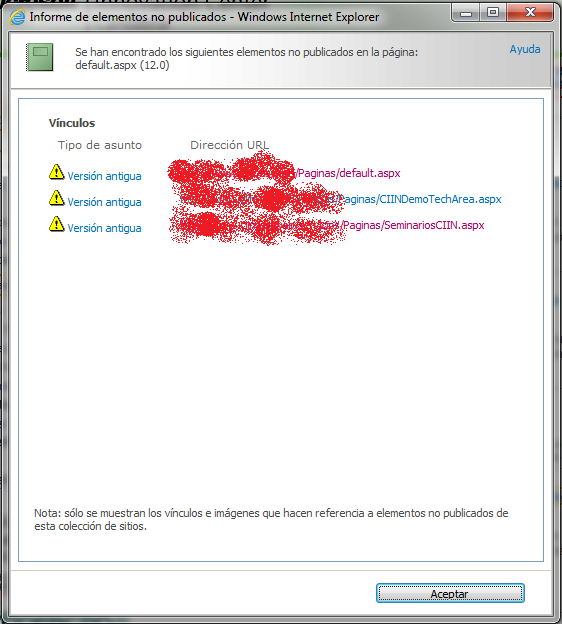 Informe de elementos no publicados - Windows Internet Explorer
Se han encontrado los siguientes elementos no publicados en la página:
default.aspx (12.0)
Ayuda
Vínculos
Tipo de asunto Dirección URL
Versión antigua /Paginas/default.aspx
Versión antigua /Paginas/CIINDemoTechArea.aspx
Versión antigua /Paginas/SeminariosCIIN.aspx
Nota: sólo se muestran los vínculos e imágenes que hacen referencia a elementos no publicados de
esta colección de sitios.
Aceptar